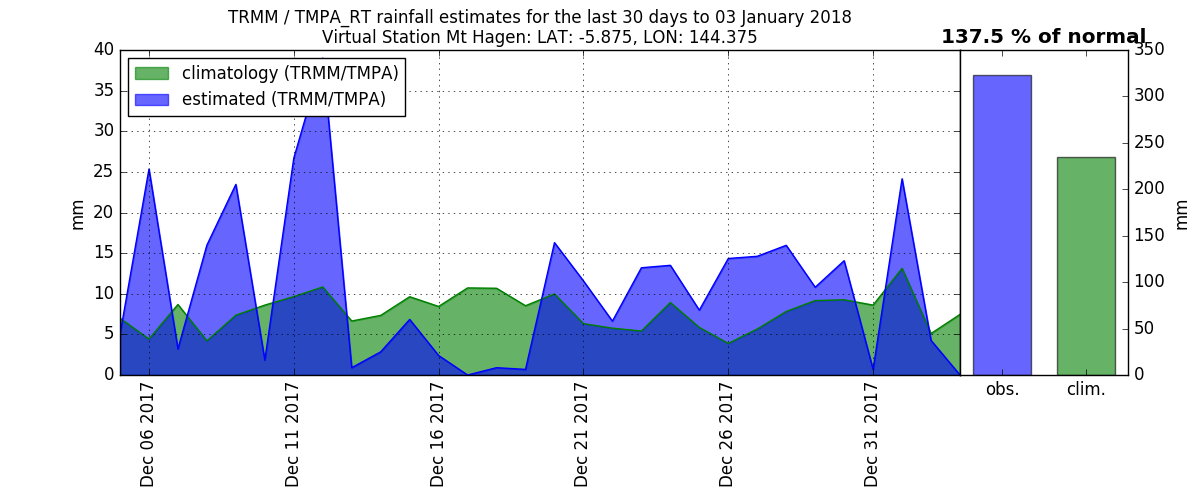 TRMM / TMPA_RT rainfall estimates for the last 30 days to 03 January 2018
Virtual Station Mt Hagen: LAT: -5.875, LON: 144.375
137.5 % of normal
climatology (TRMM/TMPA)
estimated (TRMM/TMPA)
mm
40
35
30
25
20
15
10
5
0
Dec 06 2017
Dec 11 2017
Dec 16 2017
Dec 21 2017
Dec 26 2017
Dec 31 2017
350
300
250
200
150
100
50
0
mm
obs.
clim.